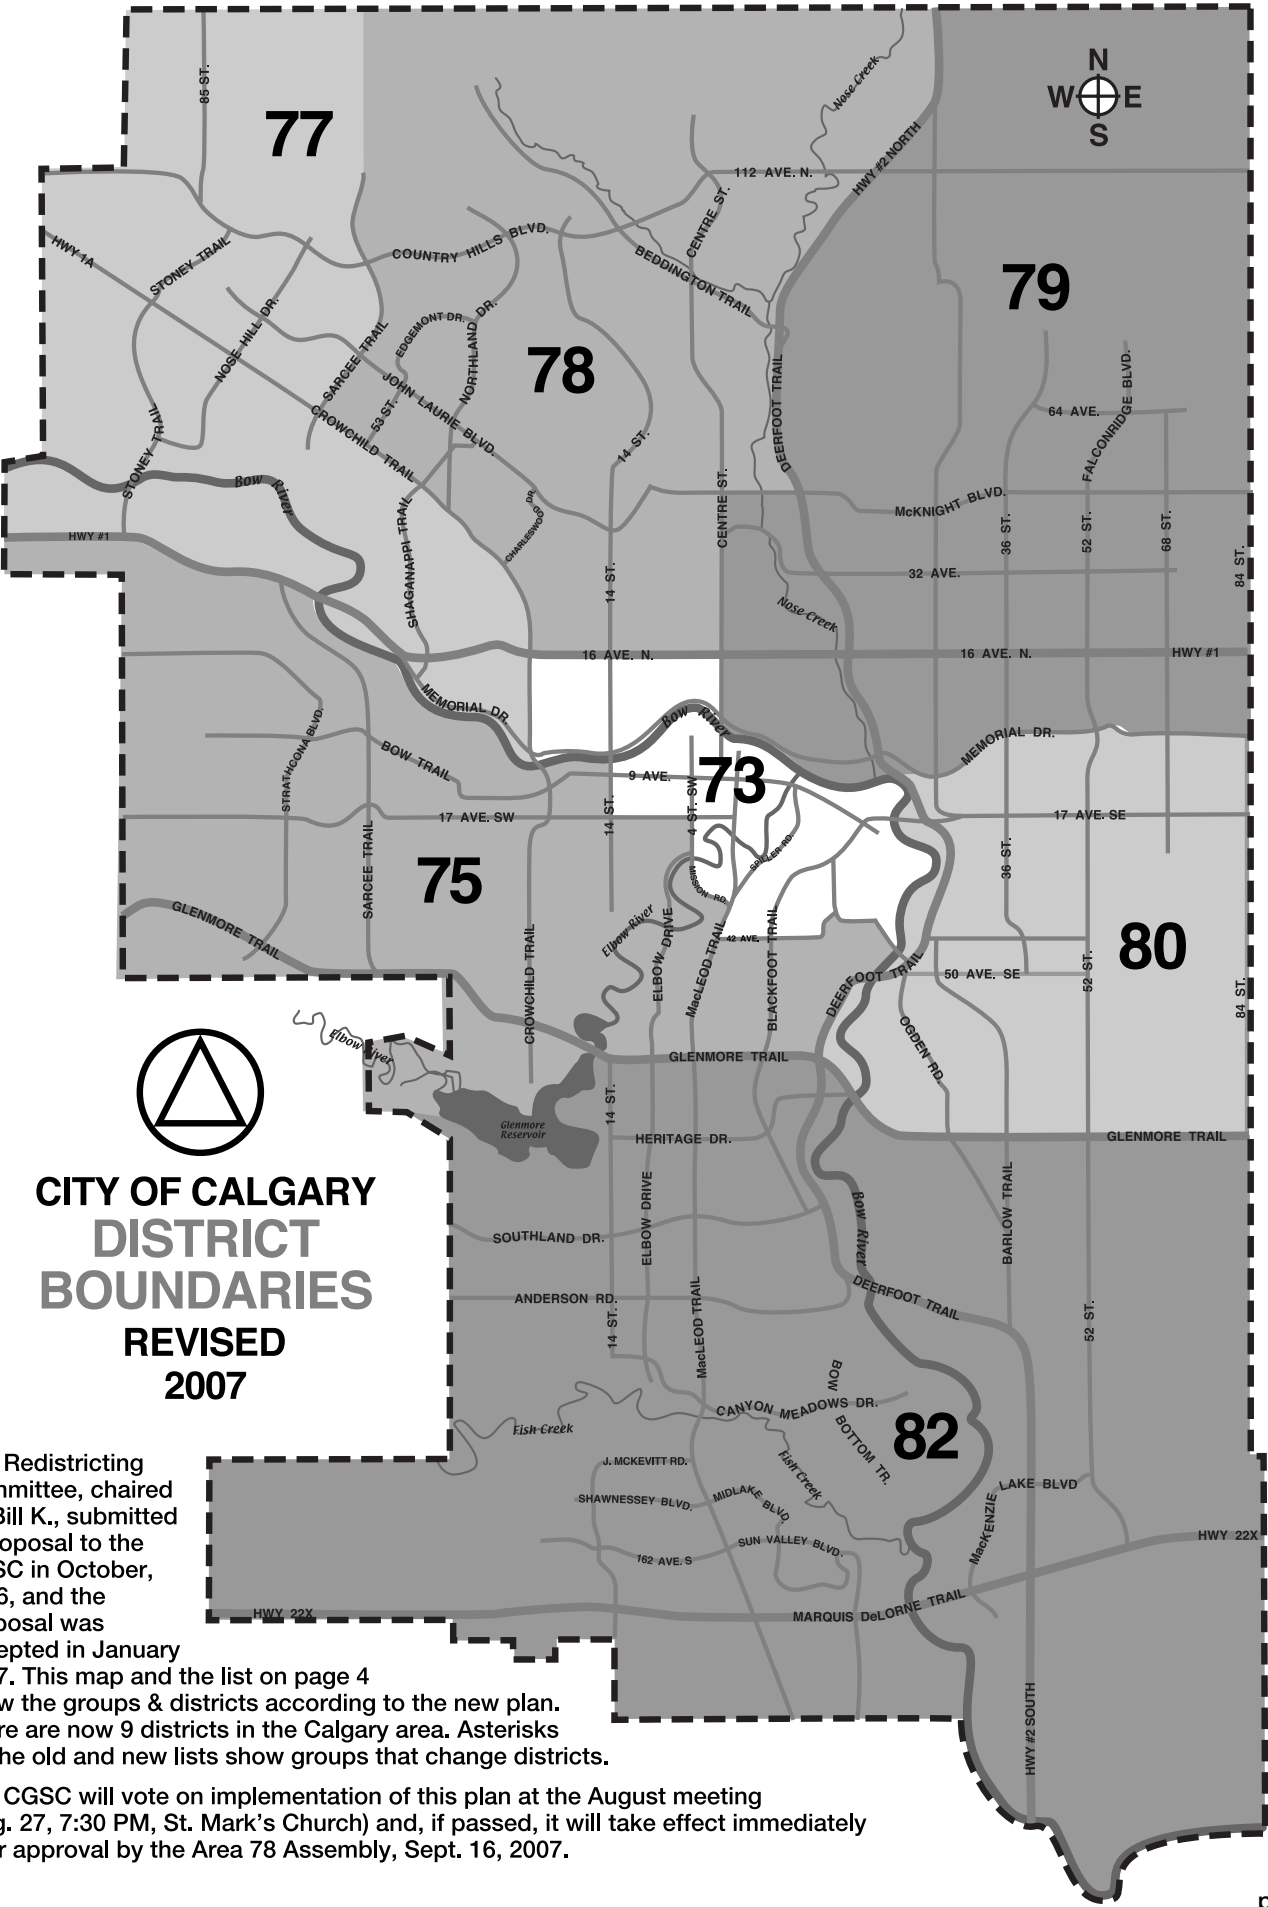 N
W E
S
77
78
79
73
75
80
82
85 ST.
Nose Creek
HWY #2 NORTH
112 AVE. N.
CENTRE ST.
HWY 1A
STONEY TRAIL
COUNTRY HILLS BLVD.
BEDDINGTON TRAIL
NOSE HILL DR.
SARCEE TRAIL
EDGEMONT DR.
NORTHLAND DR.
JOHN LAURIE BLVD.
53 ST.
CROWCHILD TRAIL
DEERFOOT TRAIL
64 AVE.
FALCONRIDGE BLVD.
14 ST.
STONEY TRAIL
Bow River
SHAGANAPPI TRAIL
CHARLESWOOD DR.
CENTRE ST.
McKNIGHT BLVD.
36 ST.
52 ST.
68 ST.
84 ST.
HWY #1
14 ST.
32 AVE.
Nose Creek
16 AVE. N.
16 AVE. N.
HWY #1
MEMORIAL DR.
Bow River
MEMORIAL DR.
STRATHCONA BLVD.
BOW TRAIL
9 AVE.
4 ST. SW
14 ST.
17 AVE. SW
17 AVE. SE
SARCEE TRAIL
SPILLER RD.
MISSION RD.
36 ST.
GLENMORE TRAIL
CROWCHILD TRAIL
Elbow River
ELBOW DRIVE
MacLEOD TRAIL
42 AVE.
BLACKFOOT TRAIL
DEERFOOT TRAIL
50 AVE. SE
52 ST.
84 ST.
OGDEN RD.
Elbow River
GLENMORE TRAIL
14 ST.
Glenmore
Reservoir
HERITAGE DR.
GLENMORE TRAIL
ELBOW DRIVE
Bow River
BARLOW TRAIL
SOUTHLAND DR.
ANDERSON RD.
14 ST.
MacLEOD TRAIL
DEERFOOT TRAIL
52 ST.
CANYON MEADOWS DR.
BOW BOTTOM TR.
Fish Creek
J. MCKEVITT RD.
Fish Creek
SHAWNESSEY BLVD.
MIDLAKE BLVD.
MacKENZIE LAKE BLVD
SUN VALLEY BLVD.
162 AVE. S
HWY 22X
HWY 22X
MARQUIS DeLORNE TRAIL
HWY #2 SOUTH
CITY OF CALGARY
DISTRICT
BOUNDARIES
REVISED
2007
Redistricting
mmittee, chaired
Bill K., submitted
oposal to the
SC in October,
6, and the
posal was
epted in January
7. This map and the list on page 4
w the groups & districts according to the new plan.
re are now 9 districts in the Calgary area. Asterisks
he old and new lists show groups that change districts.
CGSC will vote on implementation of this plan at the August meeting
g. 27, 7:30 PM, St. Mark's Church) and, if passed, it will take effect immediately
r approval by the Area 78 Assembly, Sept. 16, 2007.
p